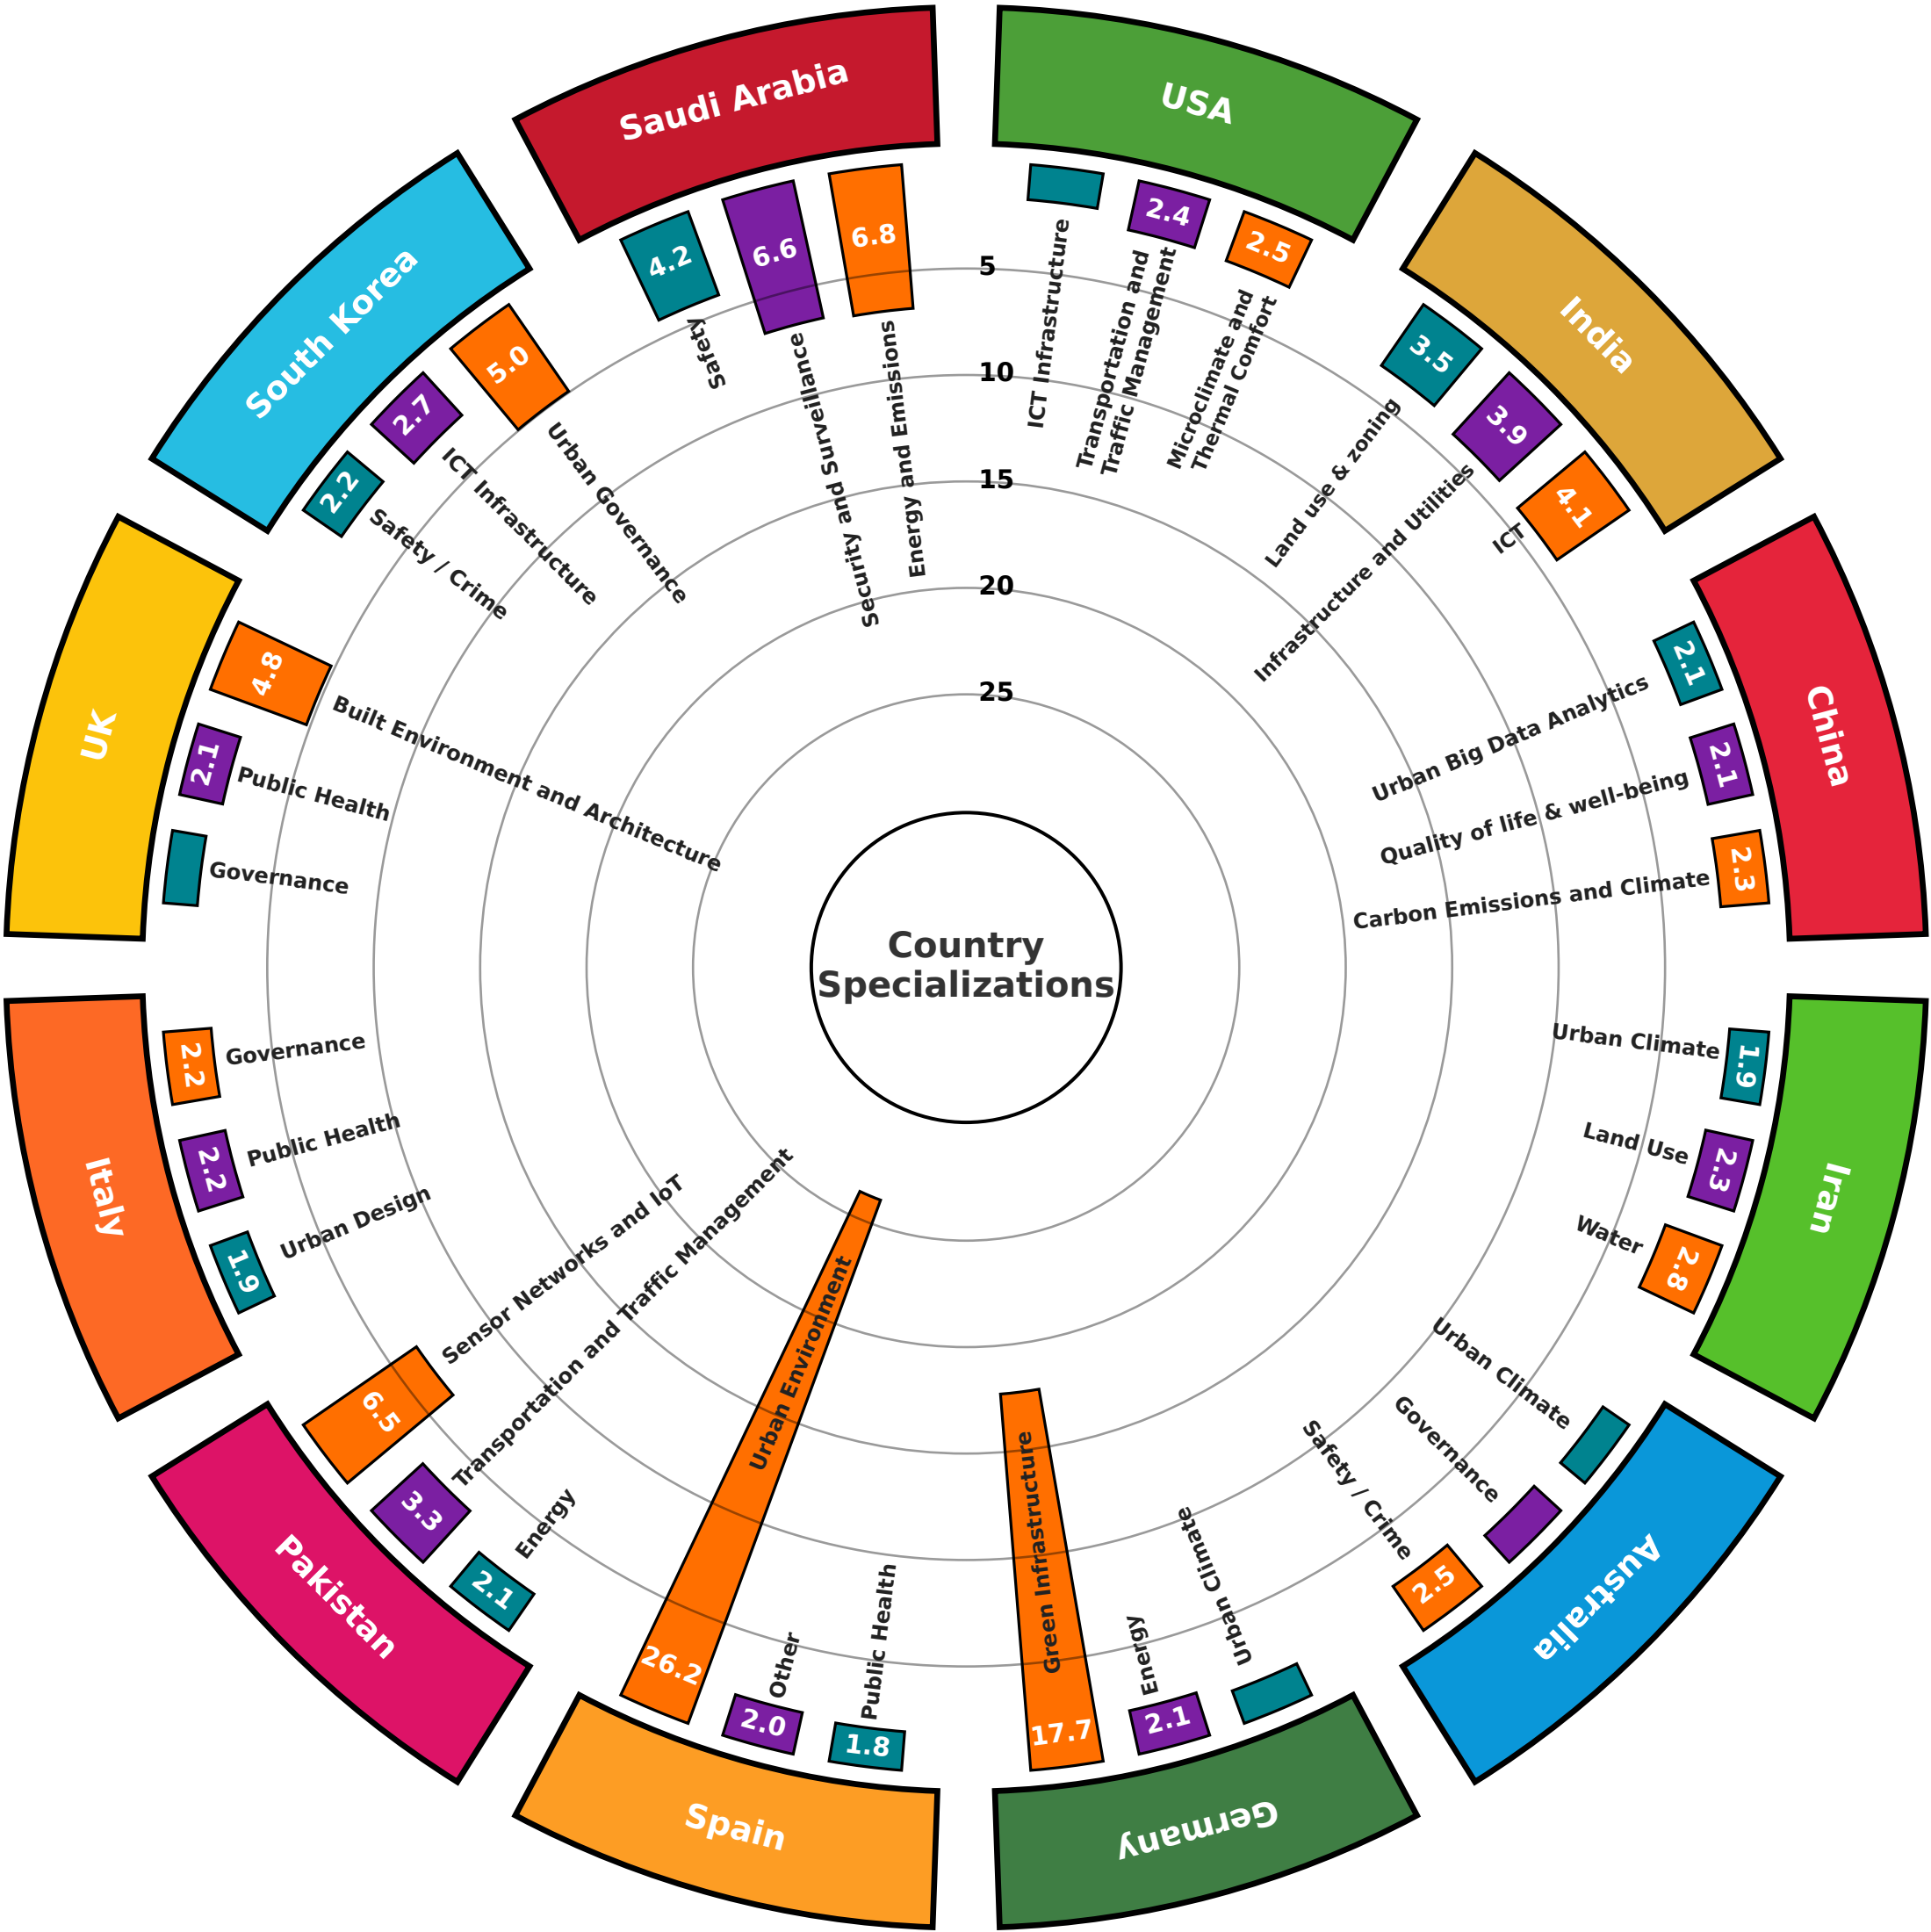 Country
Specializations
5
10
15
20
25
USA
ICT Infrastructure
2.4
Transportation and
Traffic Management
2.5
Microclimate and
Thermal Comfort
India
3.5
Land use & zoning
3.9
Infrastructure and Utilities
4.1
ICT
China
2.1
Urban Big Data Analytics
2.1
Quality of life & well-being
2.3
Carbon Emissions and Climate
Iran
1.9
Urban Climate
2.3
Land Use
2.8
Water
Australia
Urban Climate
Governance
2.5
Safety / Crime
Germany
Urban Climate
2.1
Energy
17.7
Green Infrastructure
Spain
1.8
Public Health
2.0
Other
26.2
Urban Environment
Pakistan
2.1
Energy
3.3
Transportation and Traffic Management
6.5
Sensor Networks and IoT
Italy
1.9
Urban Design
2.2
Public Health
2.2
Governance
UK
Governance
2.1
Public Health
4.8
Built Environment and Architecture
South Korea
2.2
Safety / Crime
2.7
ICT Infrastructure
5.0
Urban Governance
Saudi Arabia
4.2
Safety
6.6
Security and Surveillance
6.8
Energy and Emissions